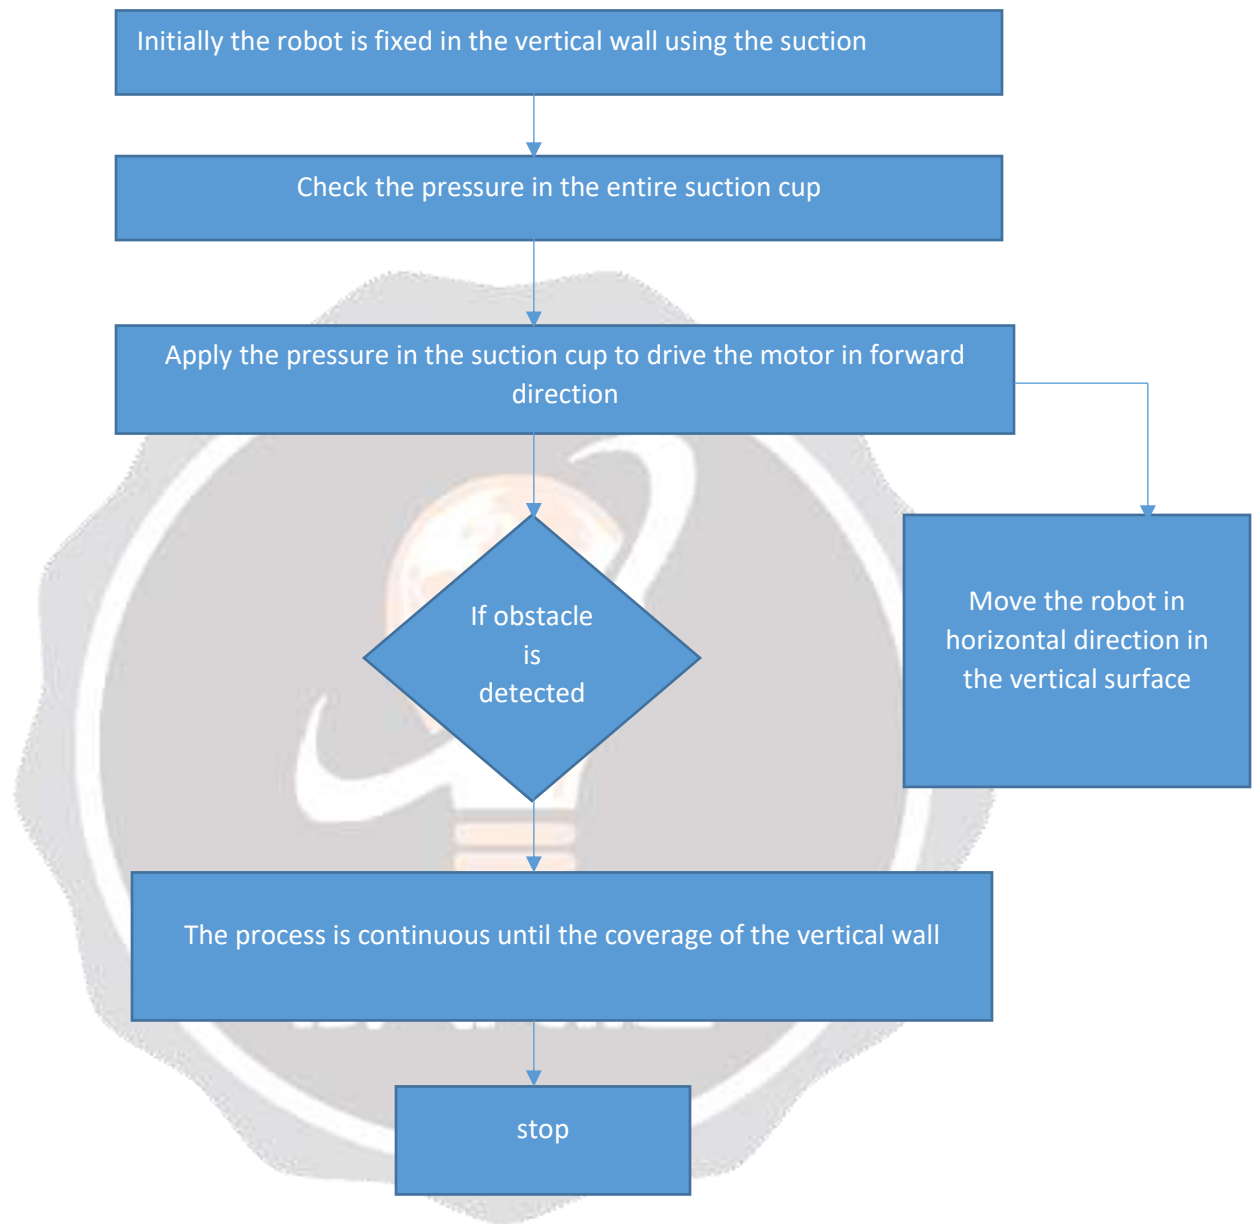 Initially the robot is fixed in the vertical wall using the suction
Check the pressure in the entire suction cup
Apply the pressure in the suction cup to drive the motor in forward
direction
If obstacle
is
detected
Move the robot in
horizontal direction in
the vertical surface
The process is continuous until the coverage of the vertical wall
stop